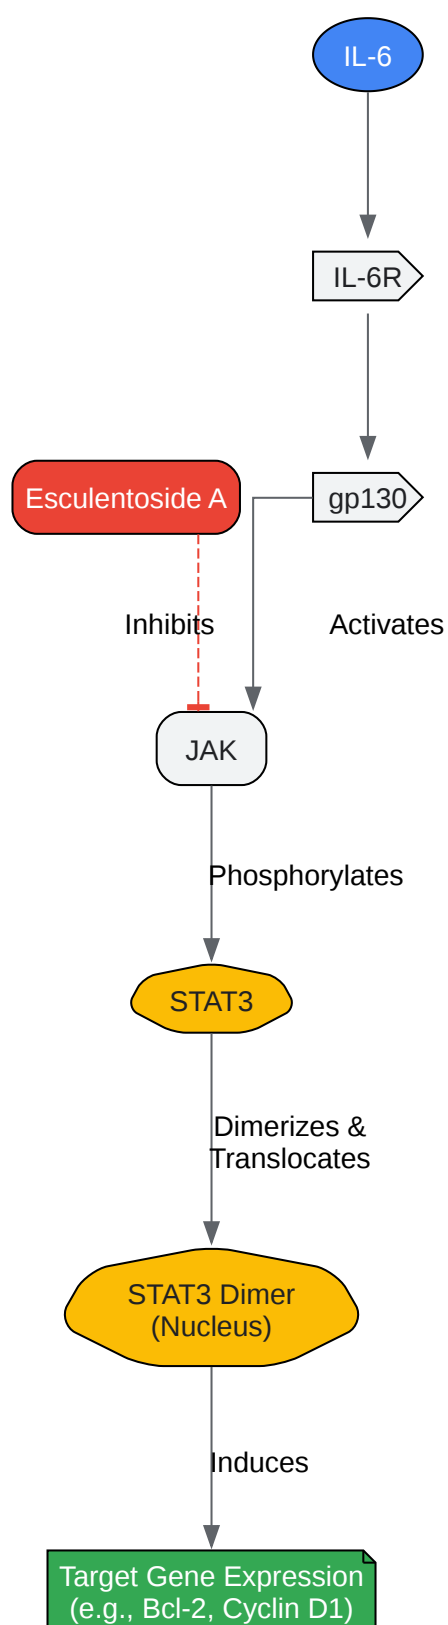 IL-6
IL-6R
Esculentoside A
gp130
Inhibits
Activates
JAK
Phosphorylates
STAT3
Dimerizes &
Translocates
STAT3 Dimer
(Nucleus)
Induces
Target Gene Expression
(e.g., Bcl-2, Cyclin D1)